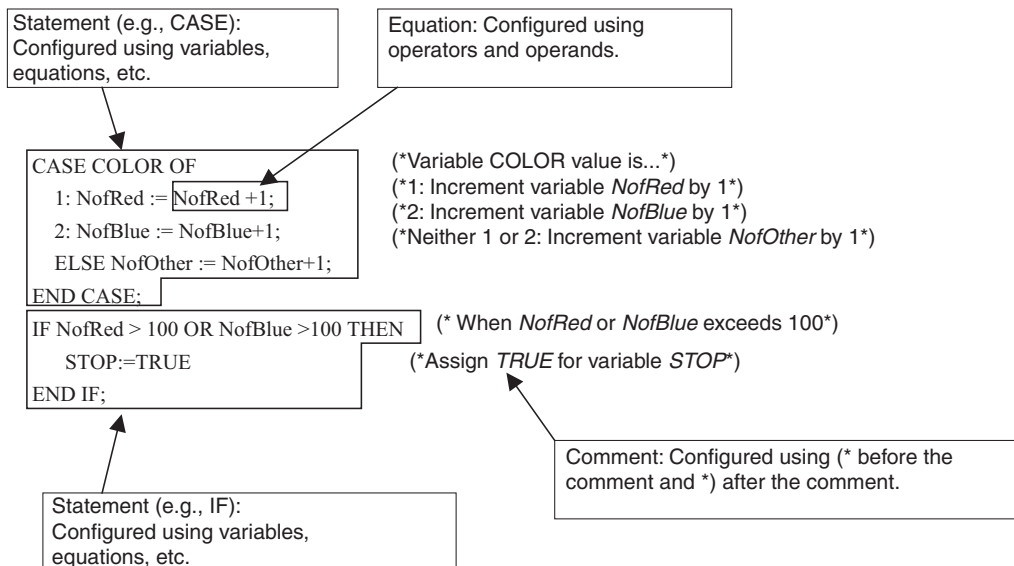 Statement (e.g., CASE):
Configured using variables,
equations, etc.
Equation: Configured using
operators and operands.
CASE COLOR OF
1: NofRed := NofRed +1;
2: NofBlue := NofBlue+1;
ELSE NofOther := NofOther+1;
END CASE;
(*Variable COLOR value is...*)
(*1: Increment variable NofRed by 1*)
(*2: Increment variable NofBlue by 1*)
(*Neither 1 or 2: Increment variable NofOther by 1*)
IF NofRed > 100 OR NofBlue >100 THEN
STOP:=TRUE
END IF;
(* When NofRed or NofBlue exceeds 100*)
(*Assign TRUE for variable STOP*)
Comment: Configured using (* before the
comment and *) after the comment.
Statement (e.g., IF):
Configured using variables,
equations, etc.